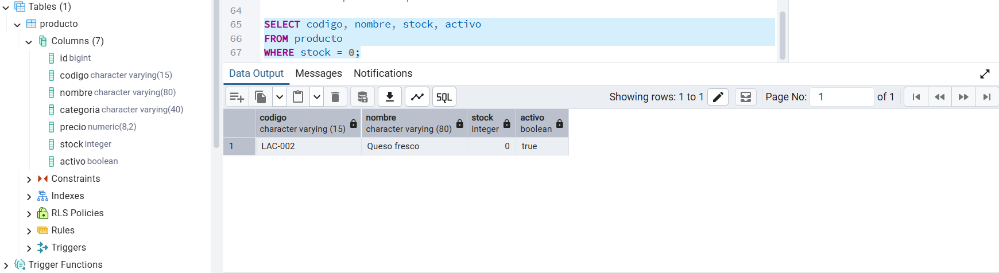 Tables (1)
producto
Columns (7)
id bigint
codigo character varying(15)
nombre character varying(80)
categoria character varying(40)
precio numeric(8,2)
stock integer
activo boolean
Constraints
Indexes
RLS Policies
Rules
Triggers
Trigger Functions
64
65 SELECT codigo, nombre, stock, activo
66 FROM producto
67 WHERE stock = 0;
Data Output Messages Notifications
SQL Showing rows: 1 to 1 Page No: 1 of 1
codigo nombre stock activo
character varying (15) character varying (80) integer boolean
1 LAC-002 Queso fresco 0 true